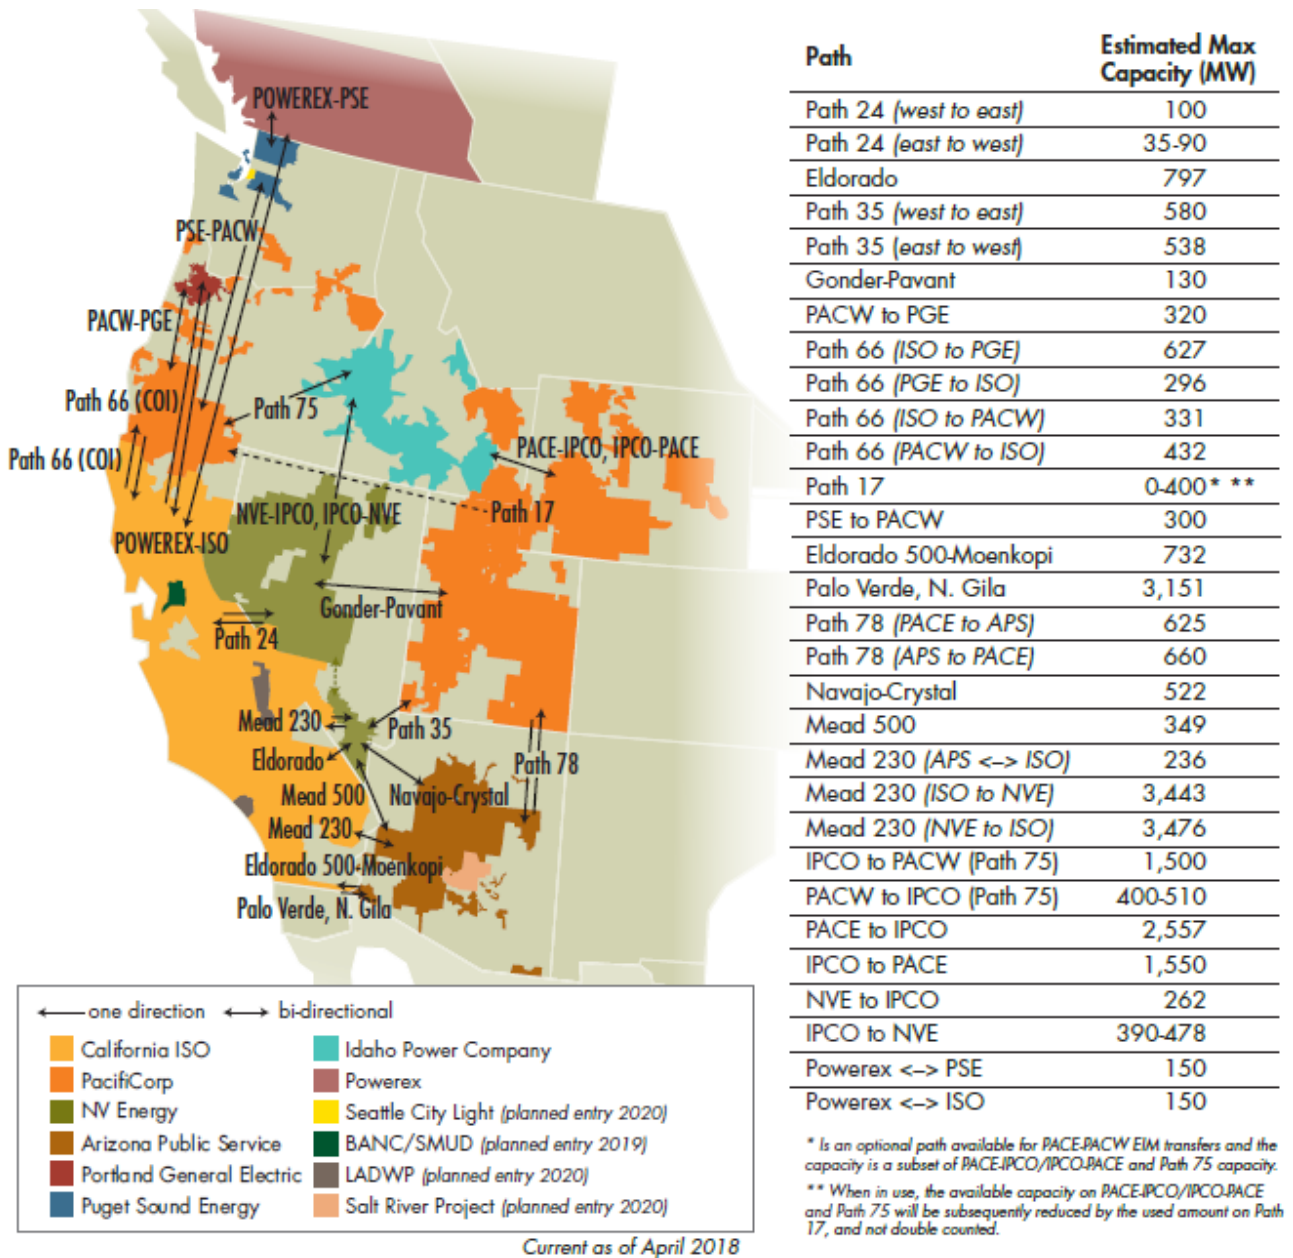 POWEREX-PSE
PSE-PACW
PACW-PGE
Path 66 (COI)
Path 75
Path 66 (COI)
PACE-IPCO, IPCO-PACE
NVE-IPCO, IPCO-NVE
Path 17
POWEREX-ISO
Gonder-Pavant
Path 24
Mead 230
Path 35
Eldorado
Path 78
Mead 500
Navajo-Crystal
Mead 230
Eldorado 500-Moenkopi
Palo Verde, N. Gila
one direction bi-directional
California ISO
PacifiCorp
NV Energy
Arizona Public Service
Portland General Electric
Puget Sound Energy
Idaho Power Company
Powerex
Seattle City Light (planned entry 2020)
BANC/SMUD (planned entry 2019)
LADWP (planned entry 2020)
Salt River Project (planned entry 2020)
Current as of April 2018
Path Estimated Max
Capacity (MW)
Path 24 (west to east) 100
Path 24 (east to west) 35-90
Eldorado 797
Path 35 (west to east) 580
Path 35 (east to west) 538
Gonder-Pavant 130
PACW to PGE 320
Path 66 (ISO to PGE) 627
Path 66 (PGE to ISO) 296
Path 66 (ISO to PACW) 331
Path 66 (PACW to ISO) 432
Path 17 0-400* **
PSE to PACW 300
Eldorado 500-Moenkopi 732
Palo Verde, N. Gila 3,151
Path 78 (PACE to APS) 625
Path 78 (APS to PACE) 660
Navajo-Crystal 522
Mead 500 349
Mead 230 (APS <–> ISO) 236
Mead 230 (ISO to NVE) 3,443
Mead 230 (NVE to ISO) 3,476
IPCO to PACW (Path 75) 1,500
PACW to IPCO (Path 75) 400-510
PACE to IPCO 2,557
IPCO to PACE 1,550
NVE to IPCO 262
IPCO to NVE 390-478
Powerex <–> PSE 150
Powerex <–> ISO 150
* Is an optional path available for PACE-PACW EIM transfers and the
capacity is a subset of PACE-IPCO/IPCO-PACE and Path 75 capacity.
** When in use, the available capacity on PACE-IPCO/IPCO-PACE
and Path 75 will be subsequently reduced by the used amount on Path
17, and not double counted.